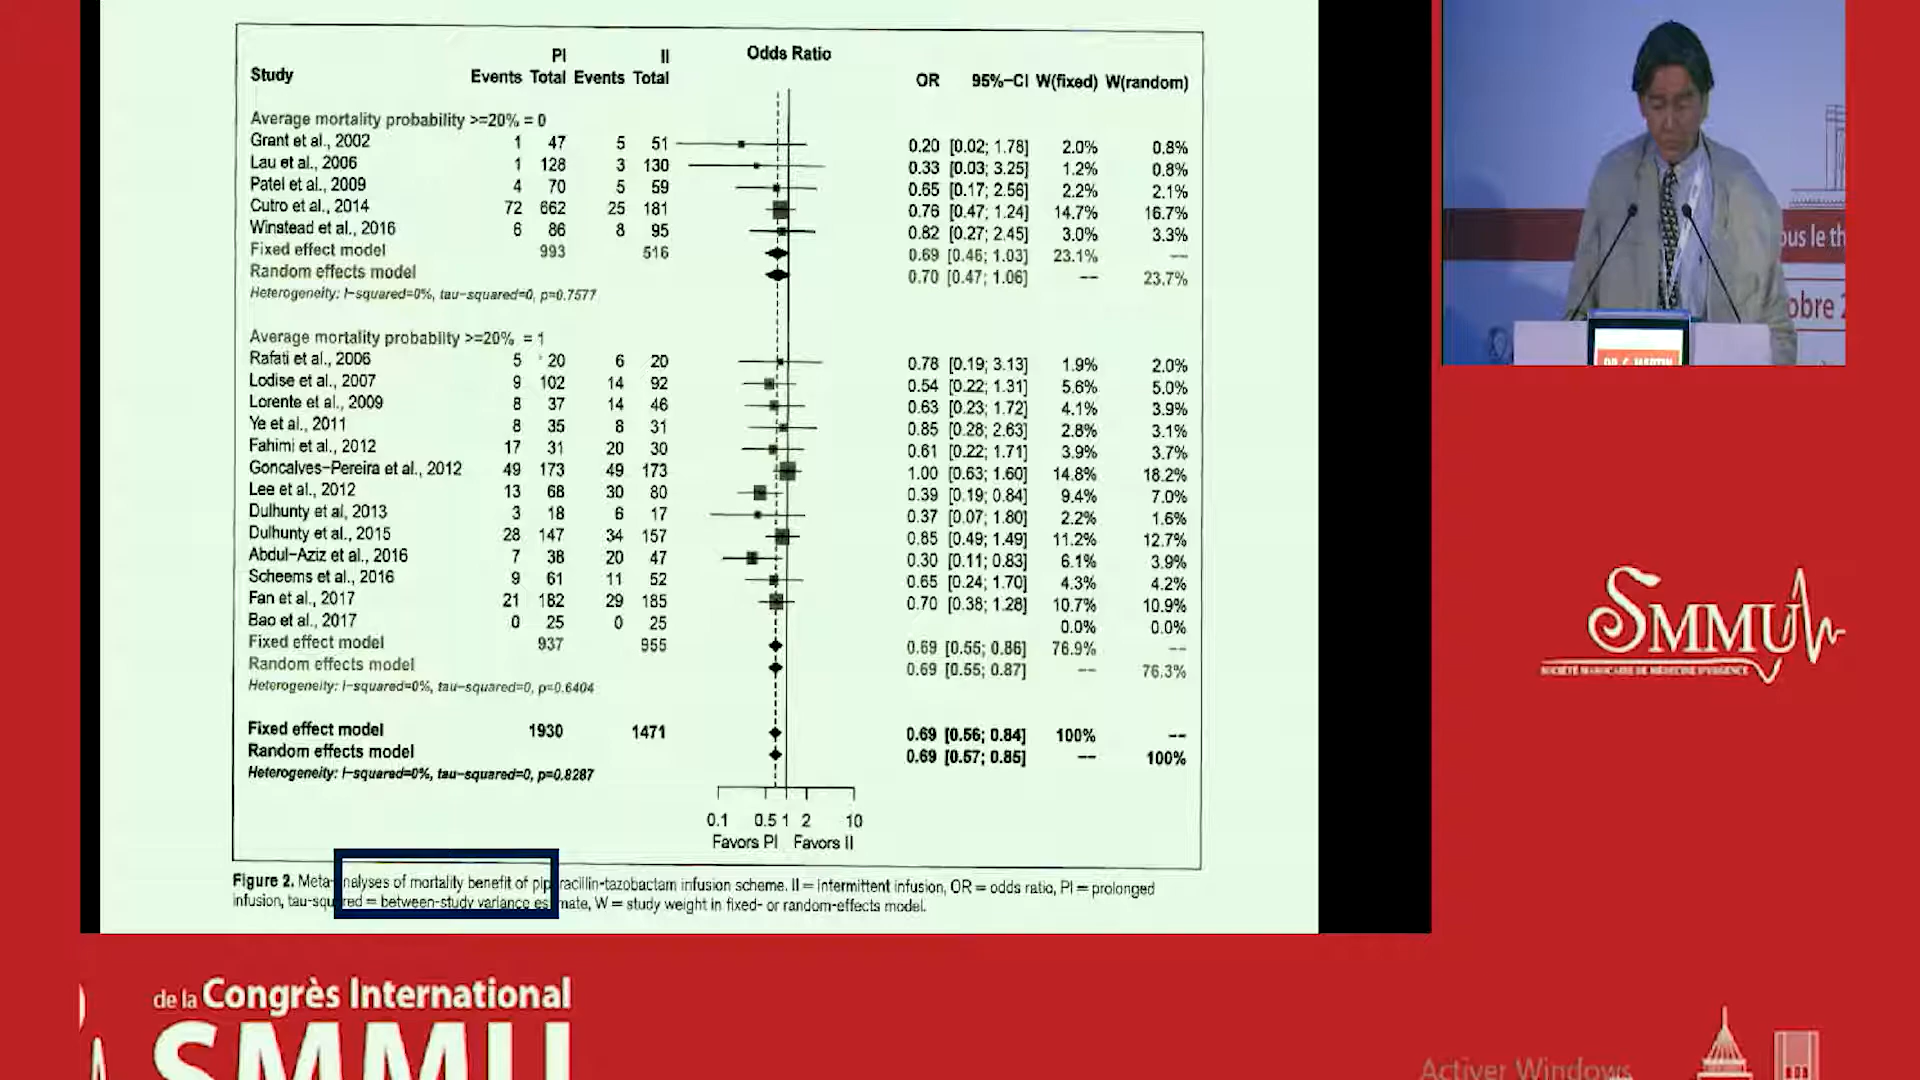 PI II Odds Ratio
Study Events Total Events Total OR 95%−CI W(fixed) W(random)
Average mortality probability >=20% = 0
Grant et al., 2002 1 47 5 51 0.20 [0.02; 1.78] 2.0% 0.8%
Lau et al., 2006 1 128 3 130 0.33 [0.03; 3.25] 1.2% 0.8%
Patel et al., 2009 4 70 5 59 0.65 [0.17; 2.56] 2.2% 2.1%
Cutro et al., 2014 72 662 25 181 0.76 [0.47; 1.24] 14.7% 16.7%
Winstead et al., 2016 6 86 8 95 0.82 [0.27; 2.45] 3.0% 3.3%
Fixed effect model 993 516 0.69 [0.46; 1.03] 23.1% --
Random effects model 0.70 [0.47; 1.06] -- 23.7%
Heterogeneity: I−squared=0%, tau−squared=0, p=0.7577
Average mortality probablity >=20% = 1
Rafati et al., 2006 5 20 6 20 0.78 [0.19; 3.13] 1.9% 2.0%
Lodise et al., 2007 9 102 14 92 0.54 [0.22; 1.31] 5.6% 5.0%
Lorente et al., 2009 8 37 14 46 0.63 [0.23; 1.72] 4.1% 3.9%
Ye et al., 2011 8 35 8 31 0.85 [0.28; 2.63] 2.8% 3.1%
Fahimi et al., 2012 17 31 20 30 0.61 [0.22; 1.71] 3.9% 3.7%
Goncalves−Pereira et al., 2012 49 173 49 173 1.00 [0.63; 1.60] 14.8% 18.2%
Lee et al., 2012 13 68 30 80 0.39 [0.19; 0.84] 9.4% 7.0%
Dulhunty et al, 2013 3 18 6 17 0.37 [0.07; 1.80] 2.2% 1.6%
Dulhunty et al., 2015 28 147 34 157 0.85 [0.49; 1.49] 11.2% 12.7%
Abdul−Aziz et al., 2016 7 38 20 47 0.30 [0.11; 0.83] 6.1% 3.9%
Scheems et al., 2016 9 61 11 52 0.65 [0.24; 1.70] 4.3% 4.2%
Fan et al., 2017 21 182 29 185 0.70 [0.38; 1.28] 10.7% 10.9%
Bao et al., 2017 0 25 0 25 0.0% 0.0%
Fixed effect model 937 955 0.69 [0.55; 0.86] 76.9% --
Random effects model 0.69 [0.55; 0.87] -- 76.3%
Heterogeneity: I−squared=0%, tau−squared=0, p=0.6404
Fixed effect model 1930 1471 0.69 [0.56; 0.84] 100% --
Random effects model 0.69 [0.57; 0.85] -- 100%
Heterogeneity: I−squared=0%, tau−squared=0, p=0.8287
0.1 0.5 1 2 10
Favors PI Favors II
Figure 2. Meta-nalyses of mortality benefit of pip racillin-tazobactam infusion scheme. II = intermittent infusion, OR = odds ratio, PI = prolonged
infusion, tau-squ red = between-study variance es mate, W = study weight in fixed- or random-effects model.
ous le th
obre 2
DR C. MARTIN
SMMU
SOCIÉTÉ MAROCAINE DE MÉDECINE D'URGENCE
de la Congrès International
SMMU
Activer Windows